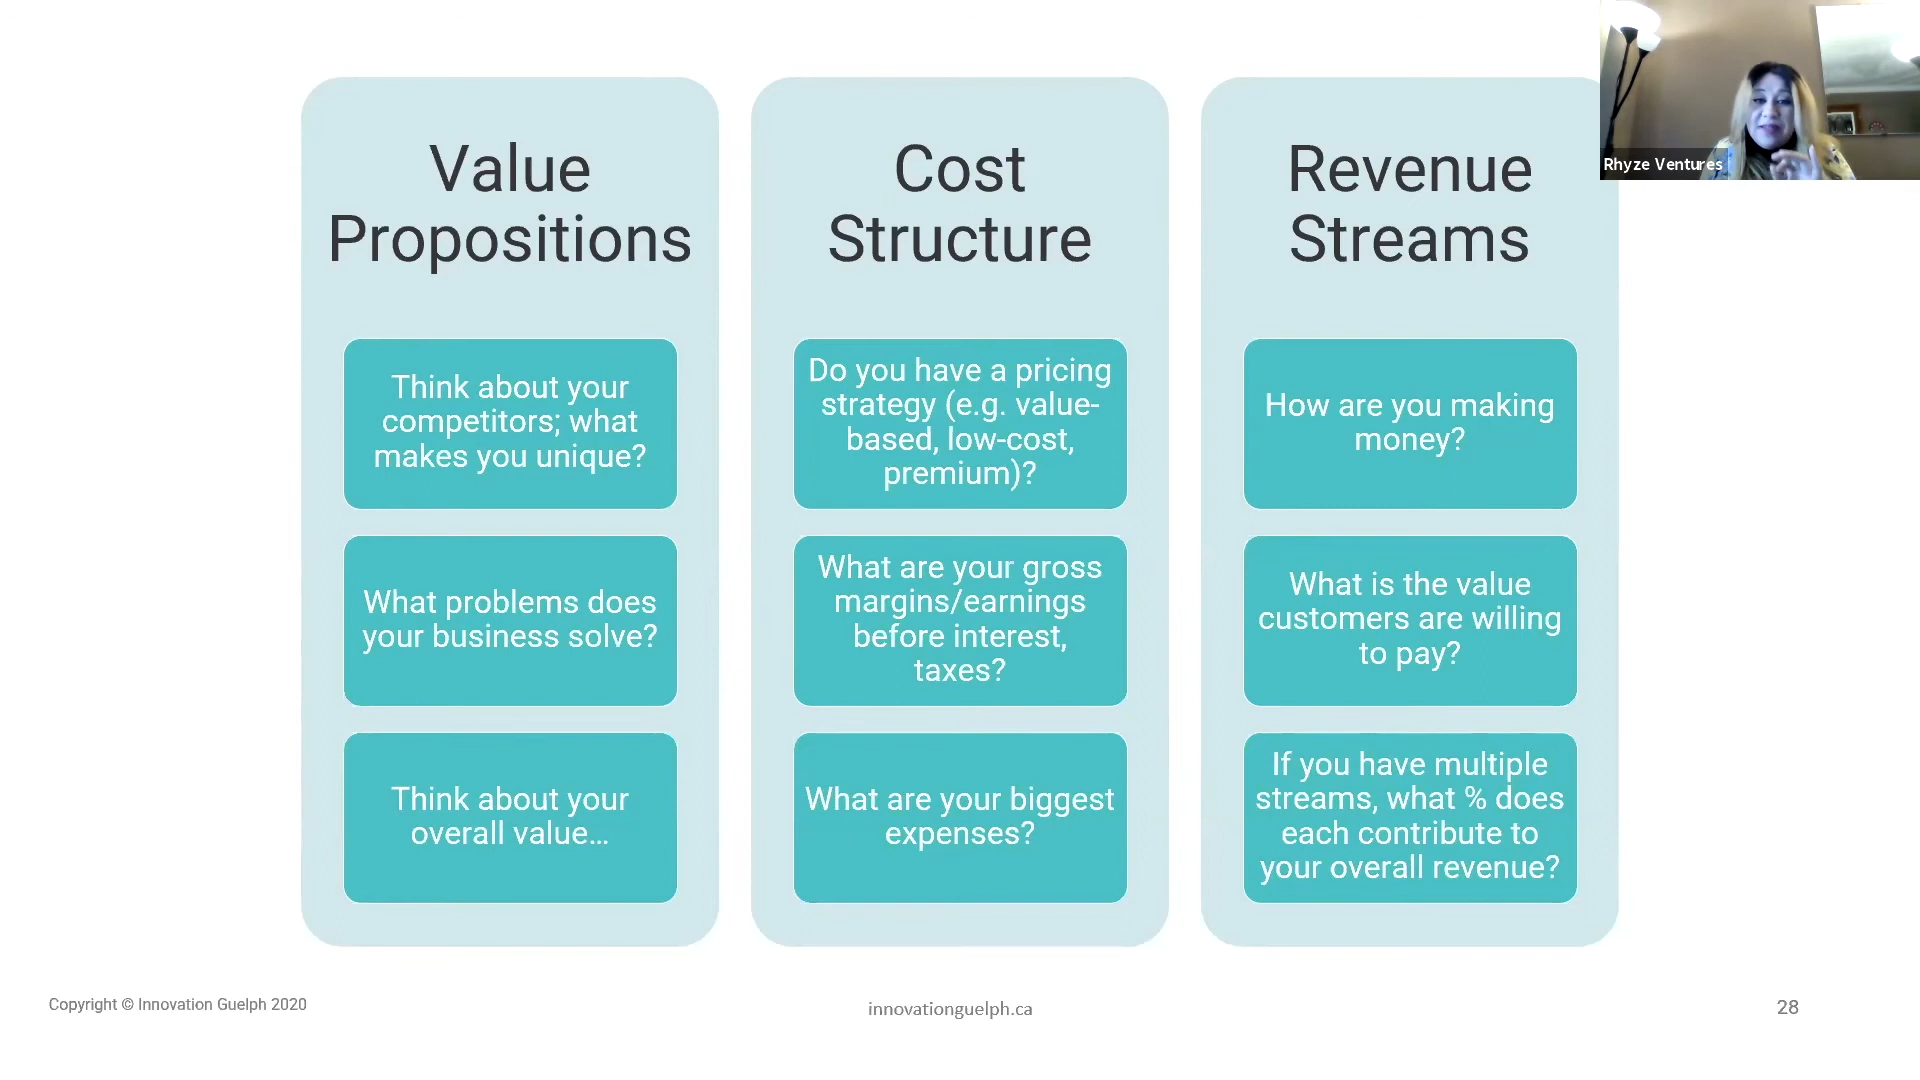 Value
Propositions
Think about your
competitors; what
makes you unique?
What problems does
your business solve?
Think about your
overall value...
Cost
Structure
Do you have a pricing
strategy (e.g. value-
based, low-cost,
premium)?
What are your gross
margins/earnings
before interest,
taxes?
What are your biggest
expenses?
Revenue
Streams
How are you making
money?
What is the value
customers are willing
to pay?
If you have multiple
streams, what % does
each contribute to
your overall revenue?
Rhyze Ventures
Copyright © Innovation Guelph 2020
innovationguelph.ca
28